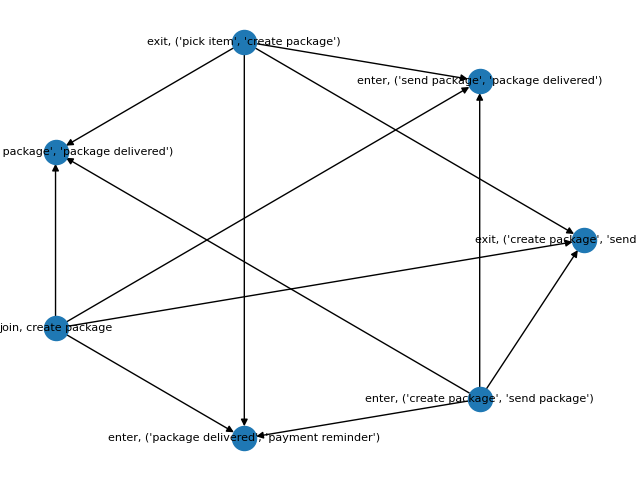 exit, ('pick item', 'create package')
enter, ('send package', 'package delivered')
package', 'package delivered')
exit, ('create package', 'send
join, create package
enter, ('create package', 'send package')
enter, ('package delivered', 'payment reminder')